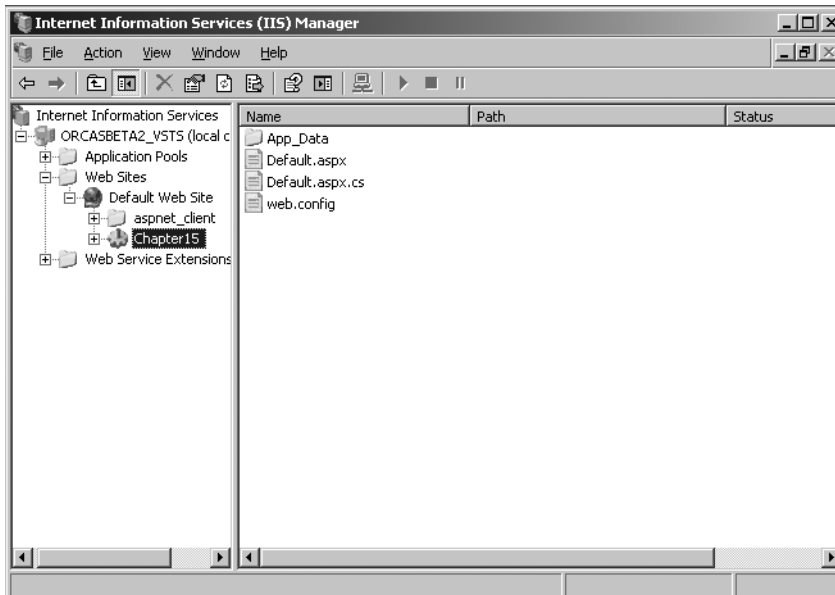 Internet Information Services (IIS) Manager
File Action View Window Help
Internet Information Services
ORCASBETA2_VSTS (local c
Application Pools
Web Sites
Default Web Site
aspnet_client
Chapter15
Web Service Extensions
Name Path Status
App_Data
Default.aspx
Default.aspx.cs
web.config